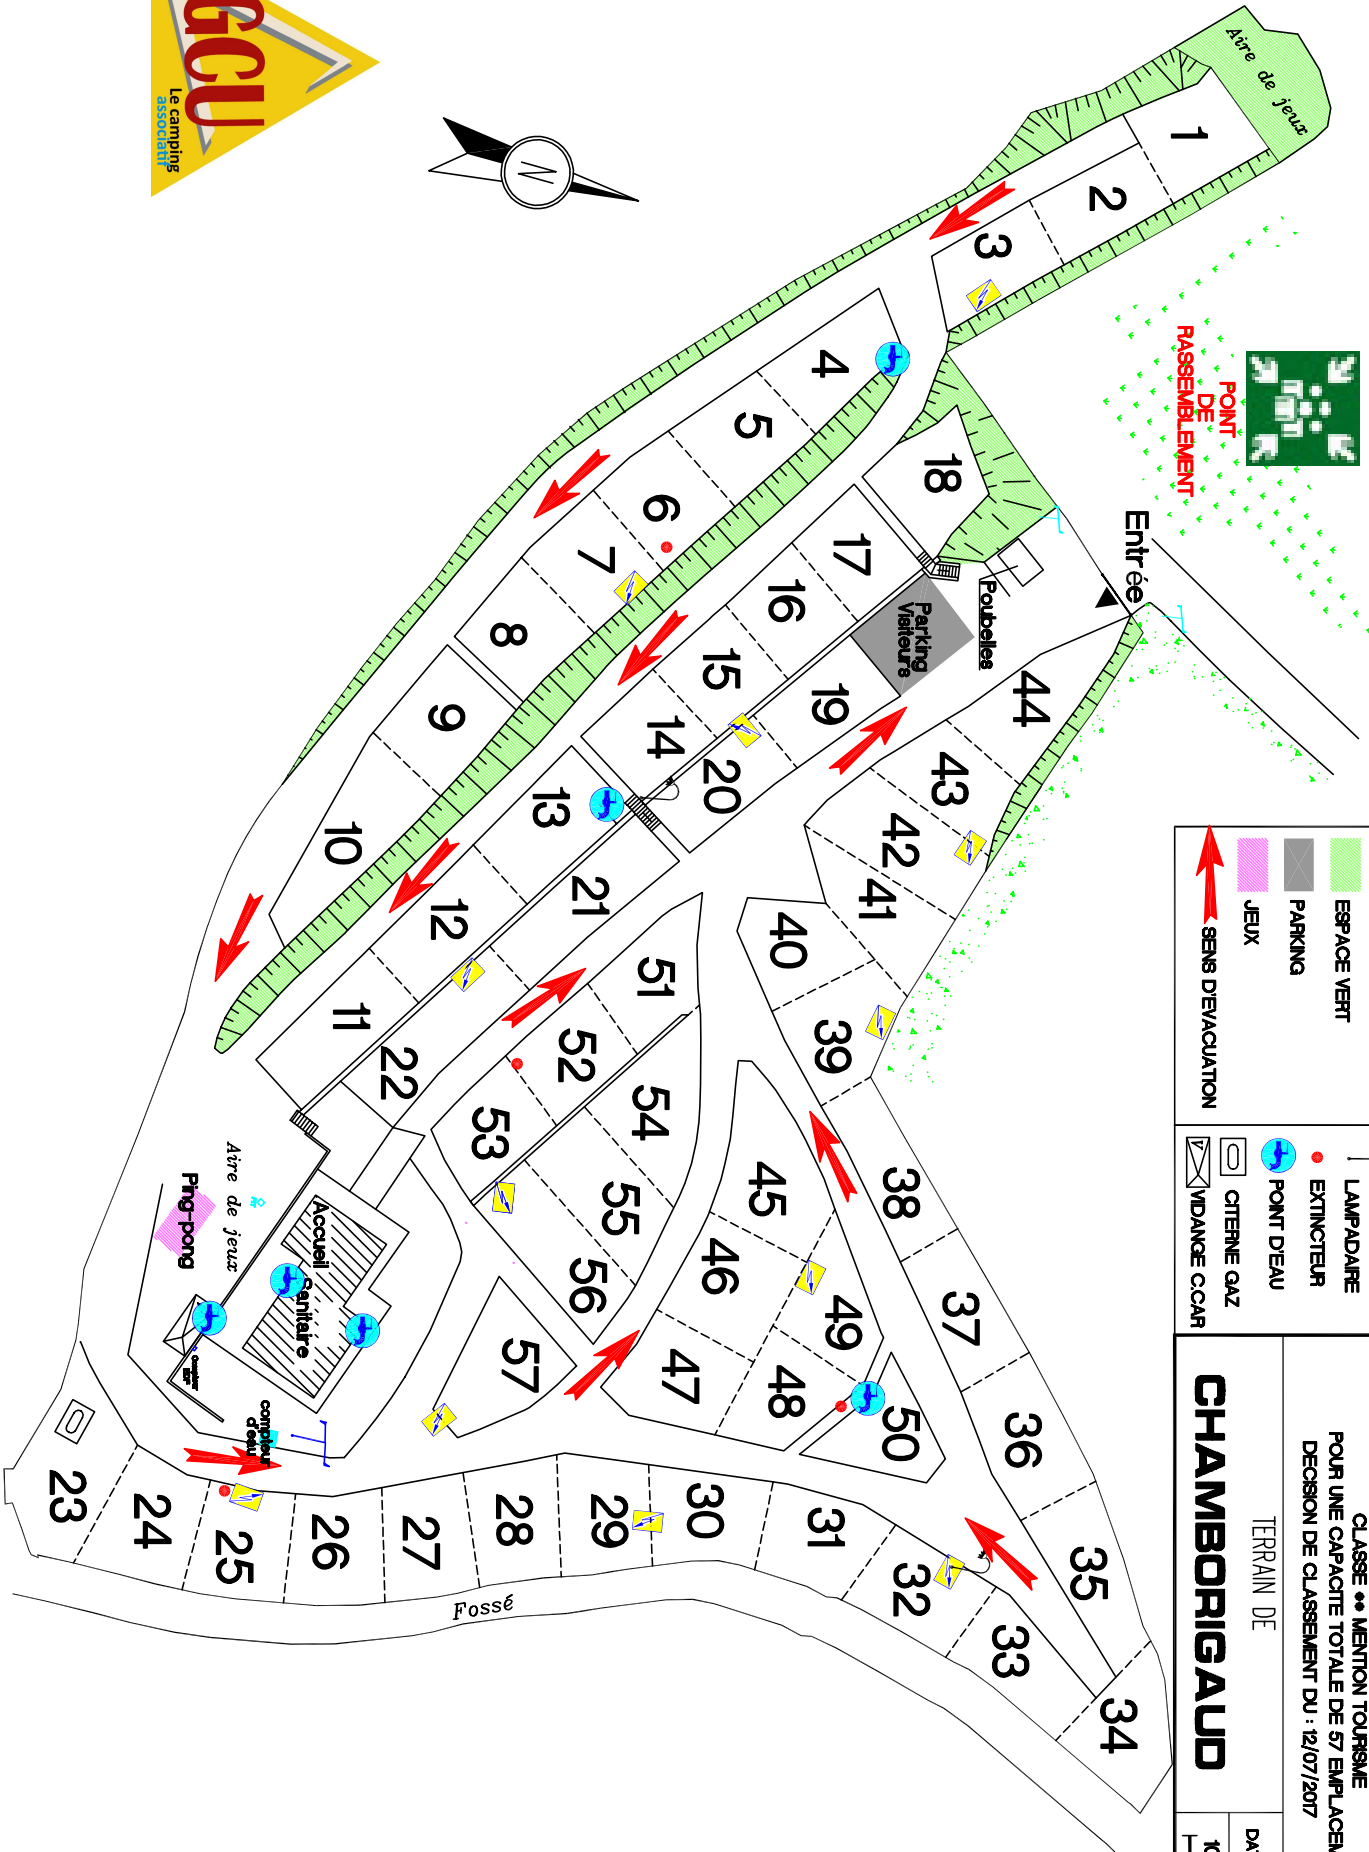 GCU
Le camping
associatif
N
Aire de jeux
1
2
3
POINT
DE
RASSEMBLEMENT
Entrée
4
5
6
7
8
9
10
18
17
16
15
14
13
12
11
Poubelles
Parking
Visiteurs
19
20
21
22
44
43
42
41
40
39
38
37
36
35
34
33
32
31
30
29
28
27
26
25
24
23
51
52
53
54
55
56
57
45
46
47
48
49
50
Aire de jeux
Ping-pong
Accueil
Sanitaire
compteur
d'eau
Fossé
ESPACE VERT
PARKING
JEUX
SENS D'EVACUATION
LAMPADAIRE
EXTINCTEUR
POINT D'EAU
CITERNE GAZ
VIDANGE C.CAR
CLASSE ** MENTION TOURISME
POUR UNE CAPACITE TOTALE DE 57 EMPLACEM
DECISION DE CLASSEMENT DU : 12/07/2017
TERRAIN DE
CHAMBORIGAUD
DA